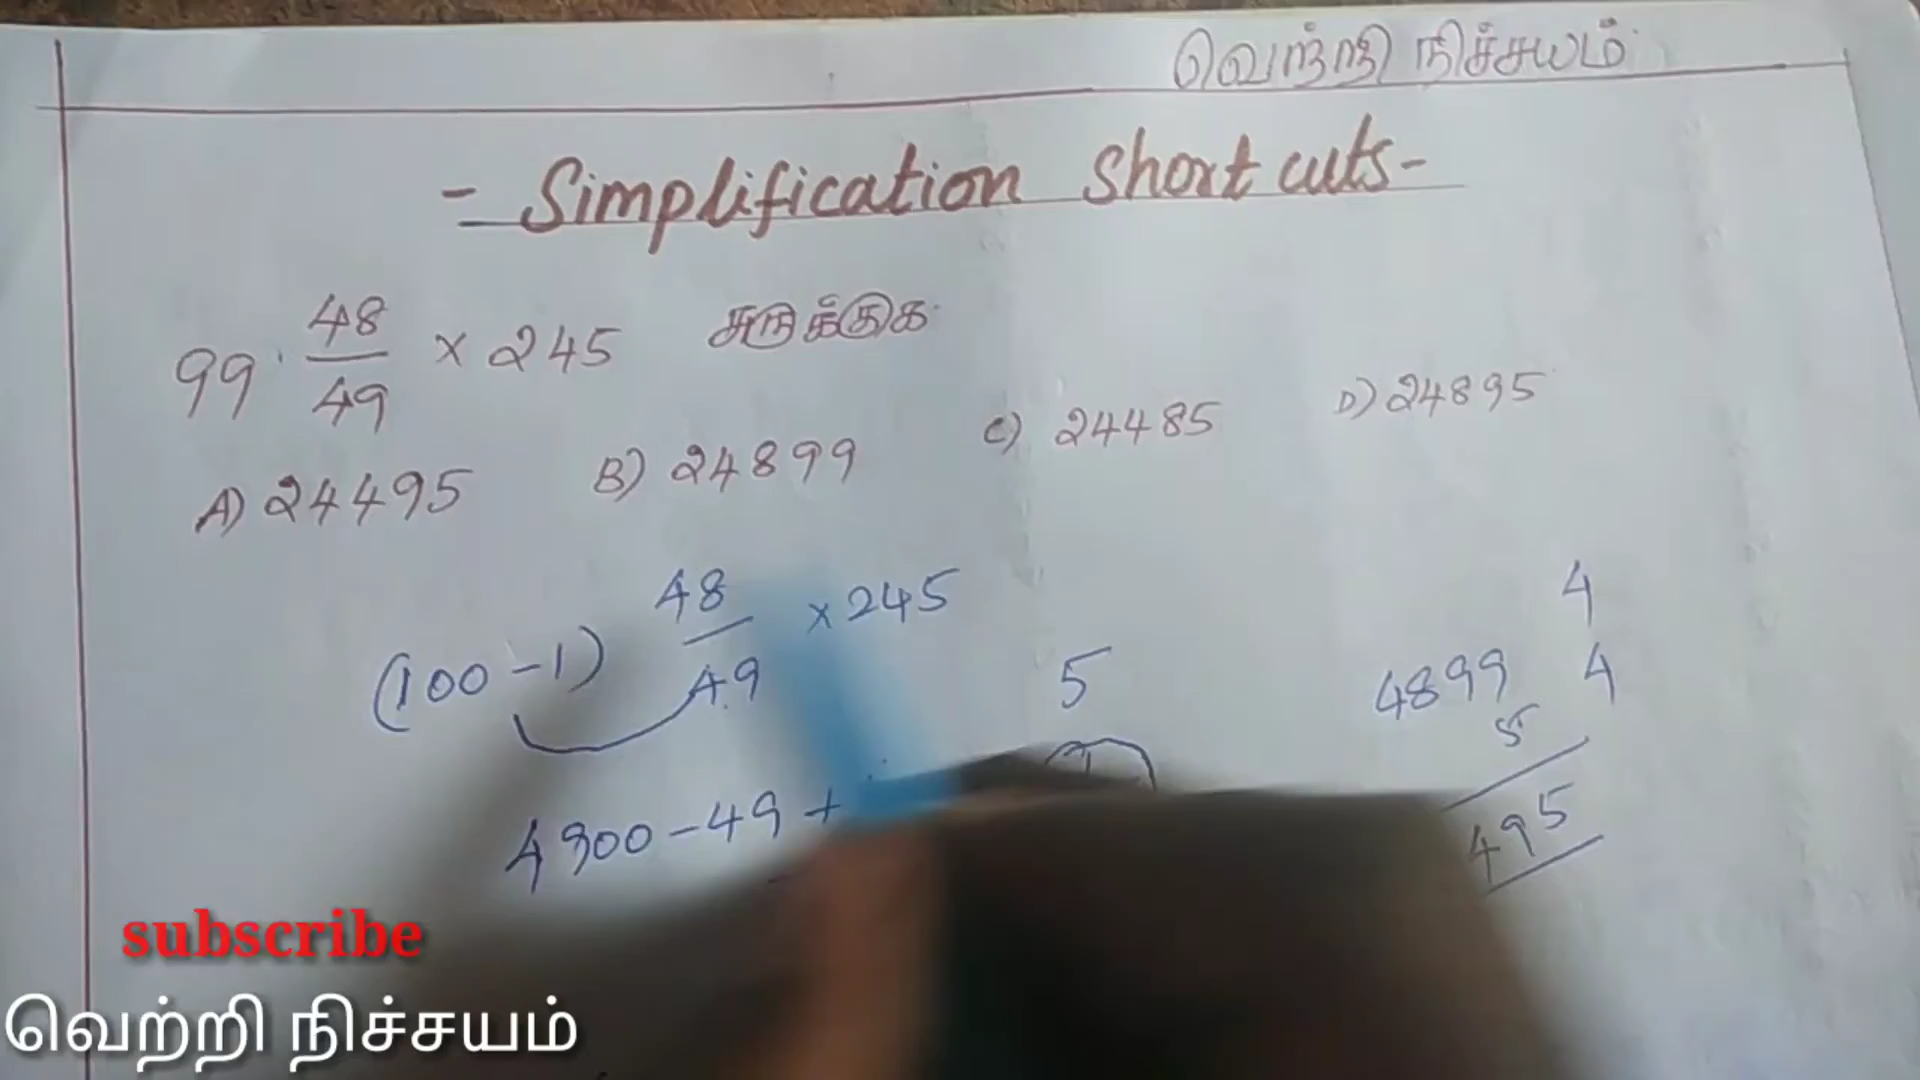 வெற்றி நிச்சயம்
- Simplification Short cuts -
99 48/49 x 245 சுருக்குக
A) 24495 B) 24899 C) 24485 D) 24895
(100 - 1) 48/49 x 245
5
4
4899 4
5
495
4900 - 49 +
subscribe
வெற்றி நிச்சயம்